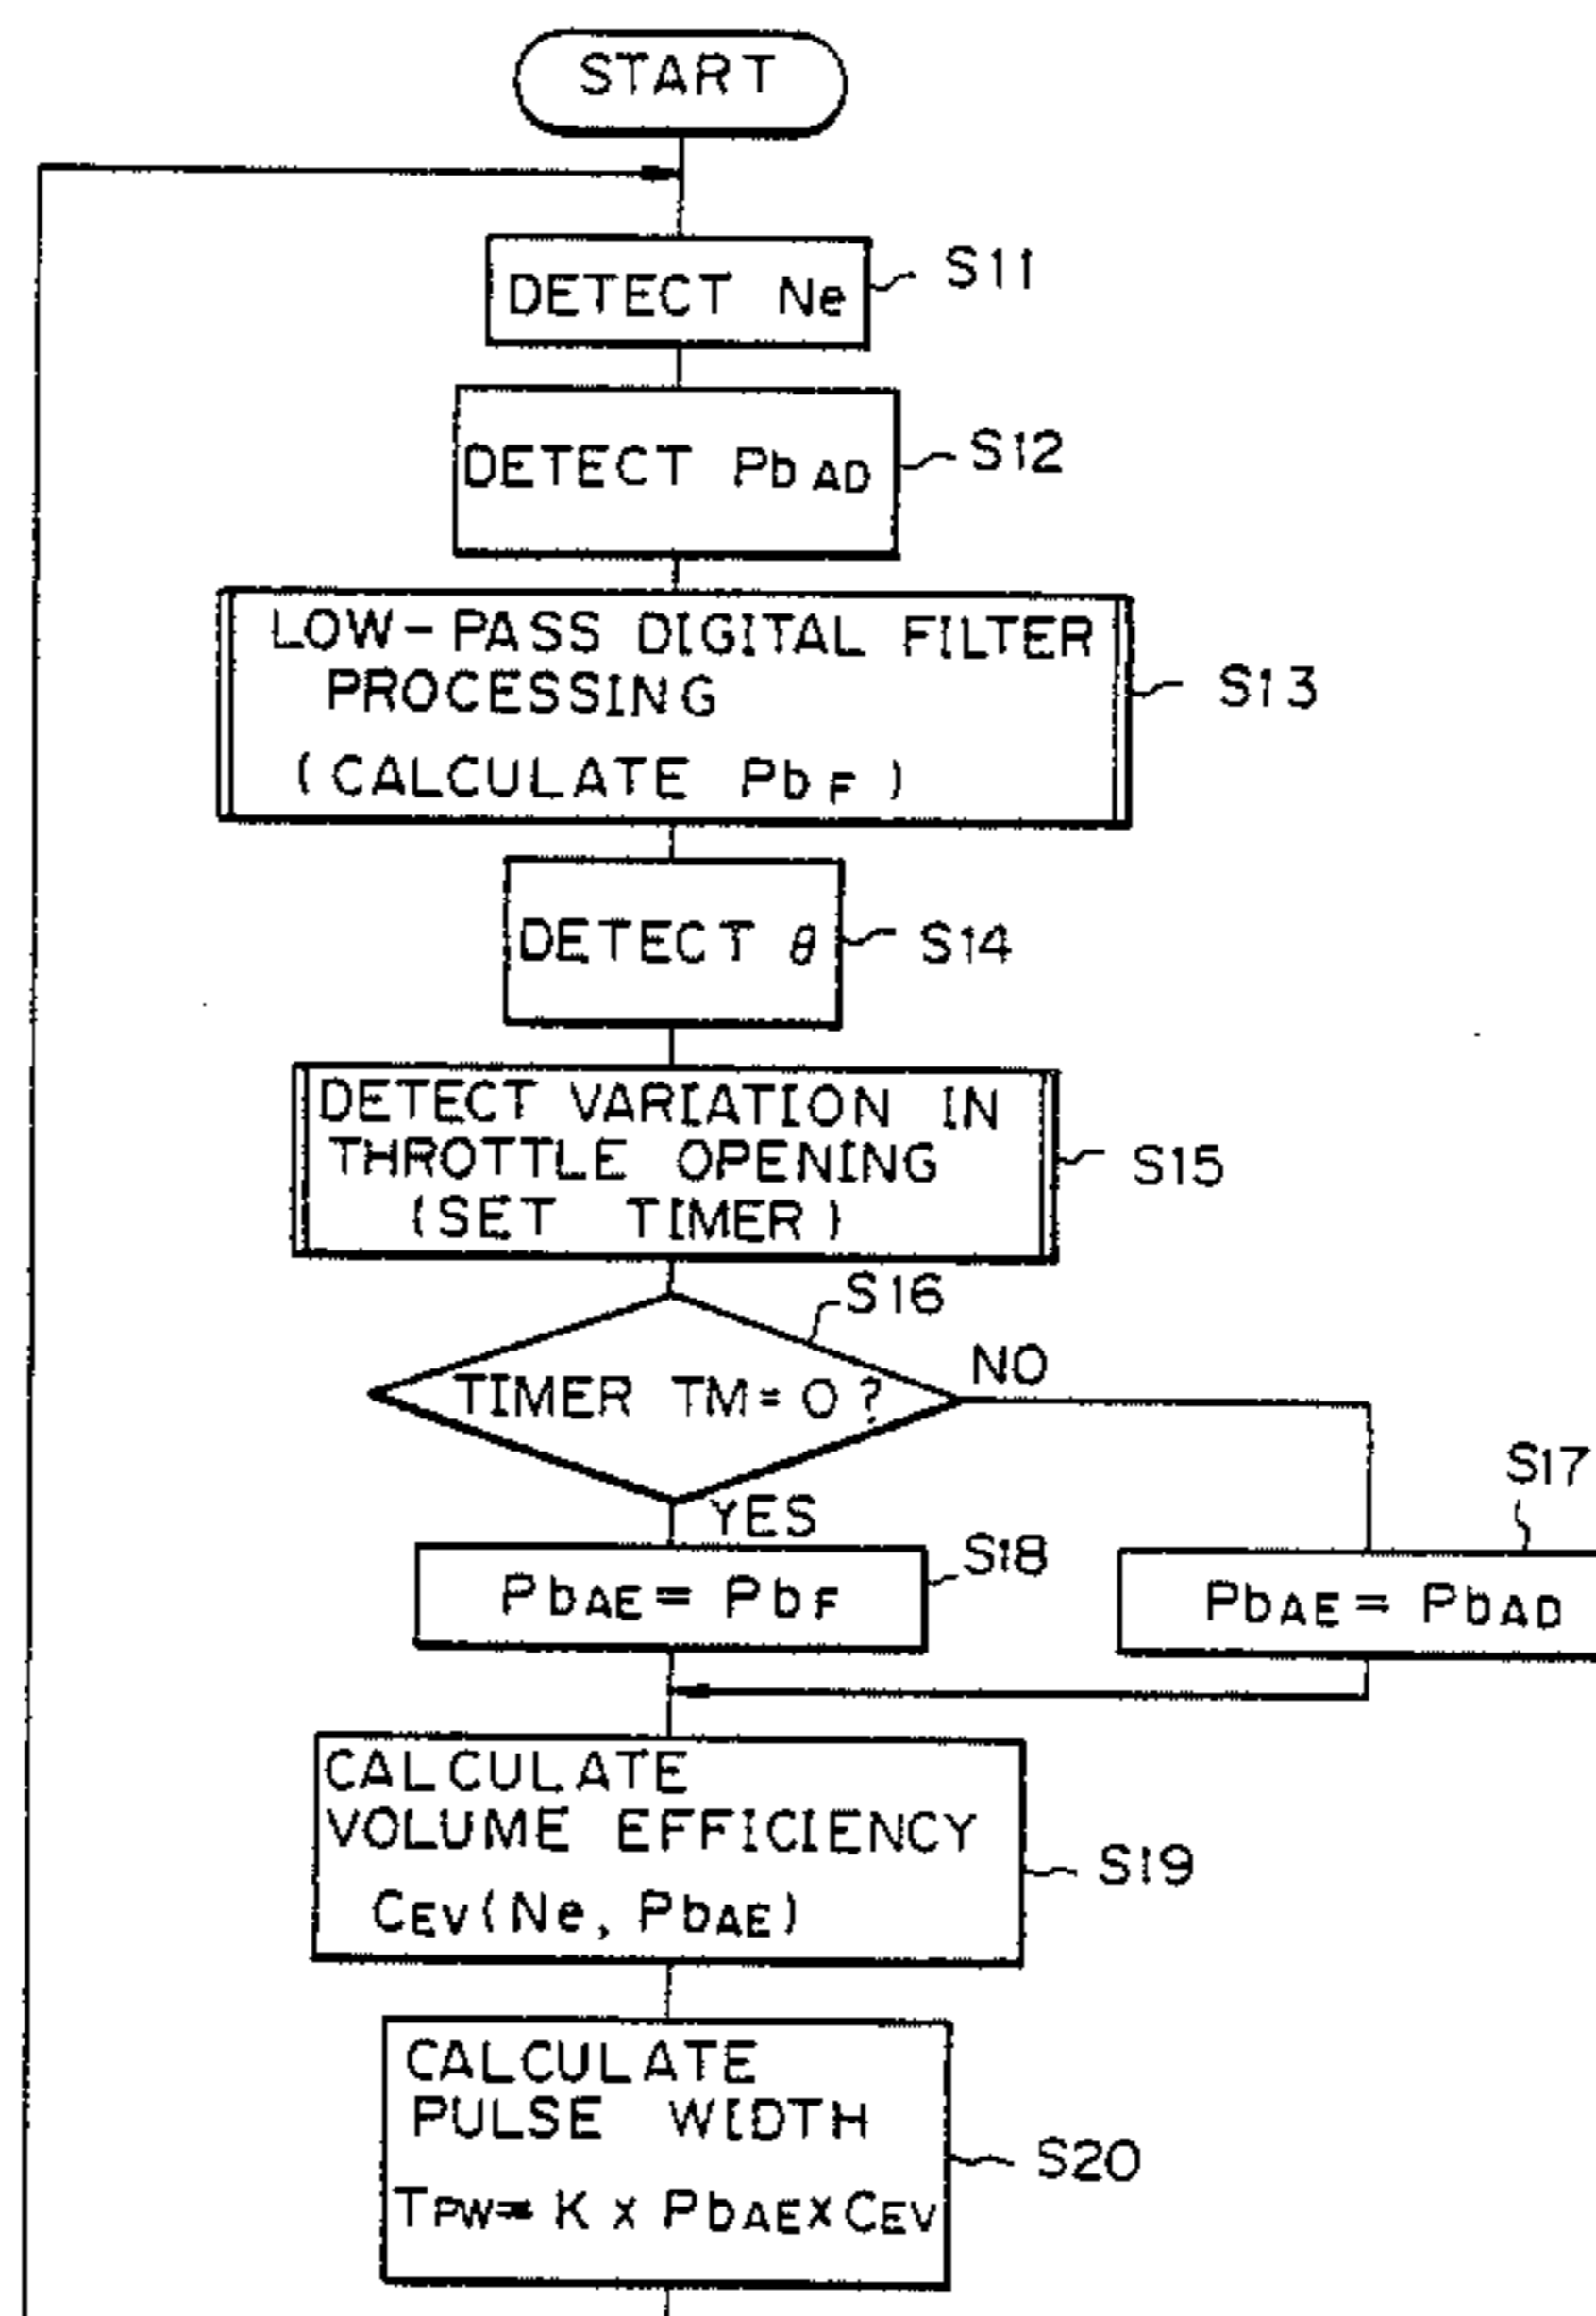 START
DETECT Ne
S11
DETECT PbAD
S12
LOW-PASS DIGITAL FILTER
PROCESSING
(CALCULATE PbF)
S13
DETECT θ
S14
DETECT VARIATION IN
THROTTLE OPENING
(SET TIMER)
S15
S16
TIMER TM=0?
NO
YES
S17
S18
PbAE = PbF
PbAE = PbAD
CALCULATE
VOLUME EFFICIENCY
CEV(Ne, PbAE)
S19
CALCULATE
PULSE WIDTH
TPW= K x PbAE x CEV
S20